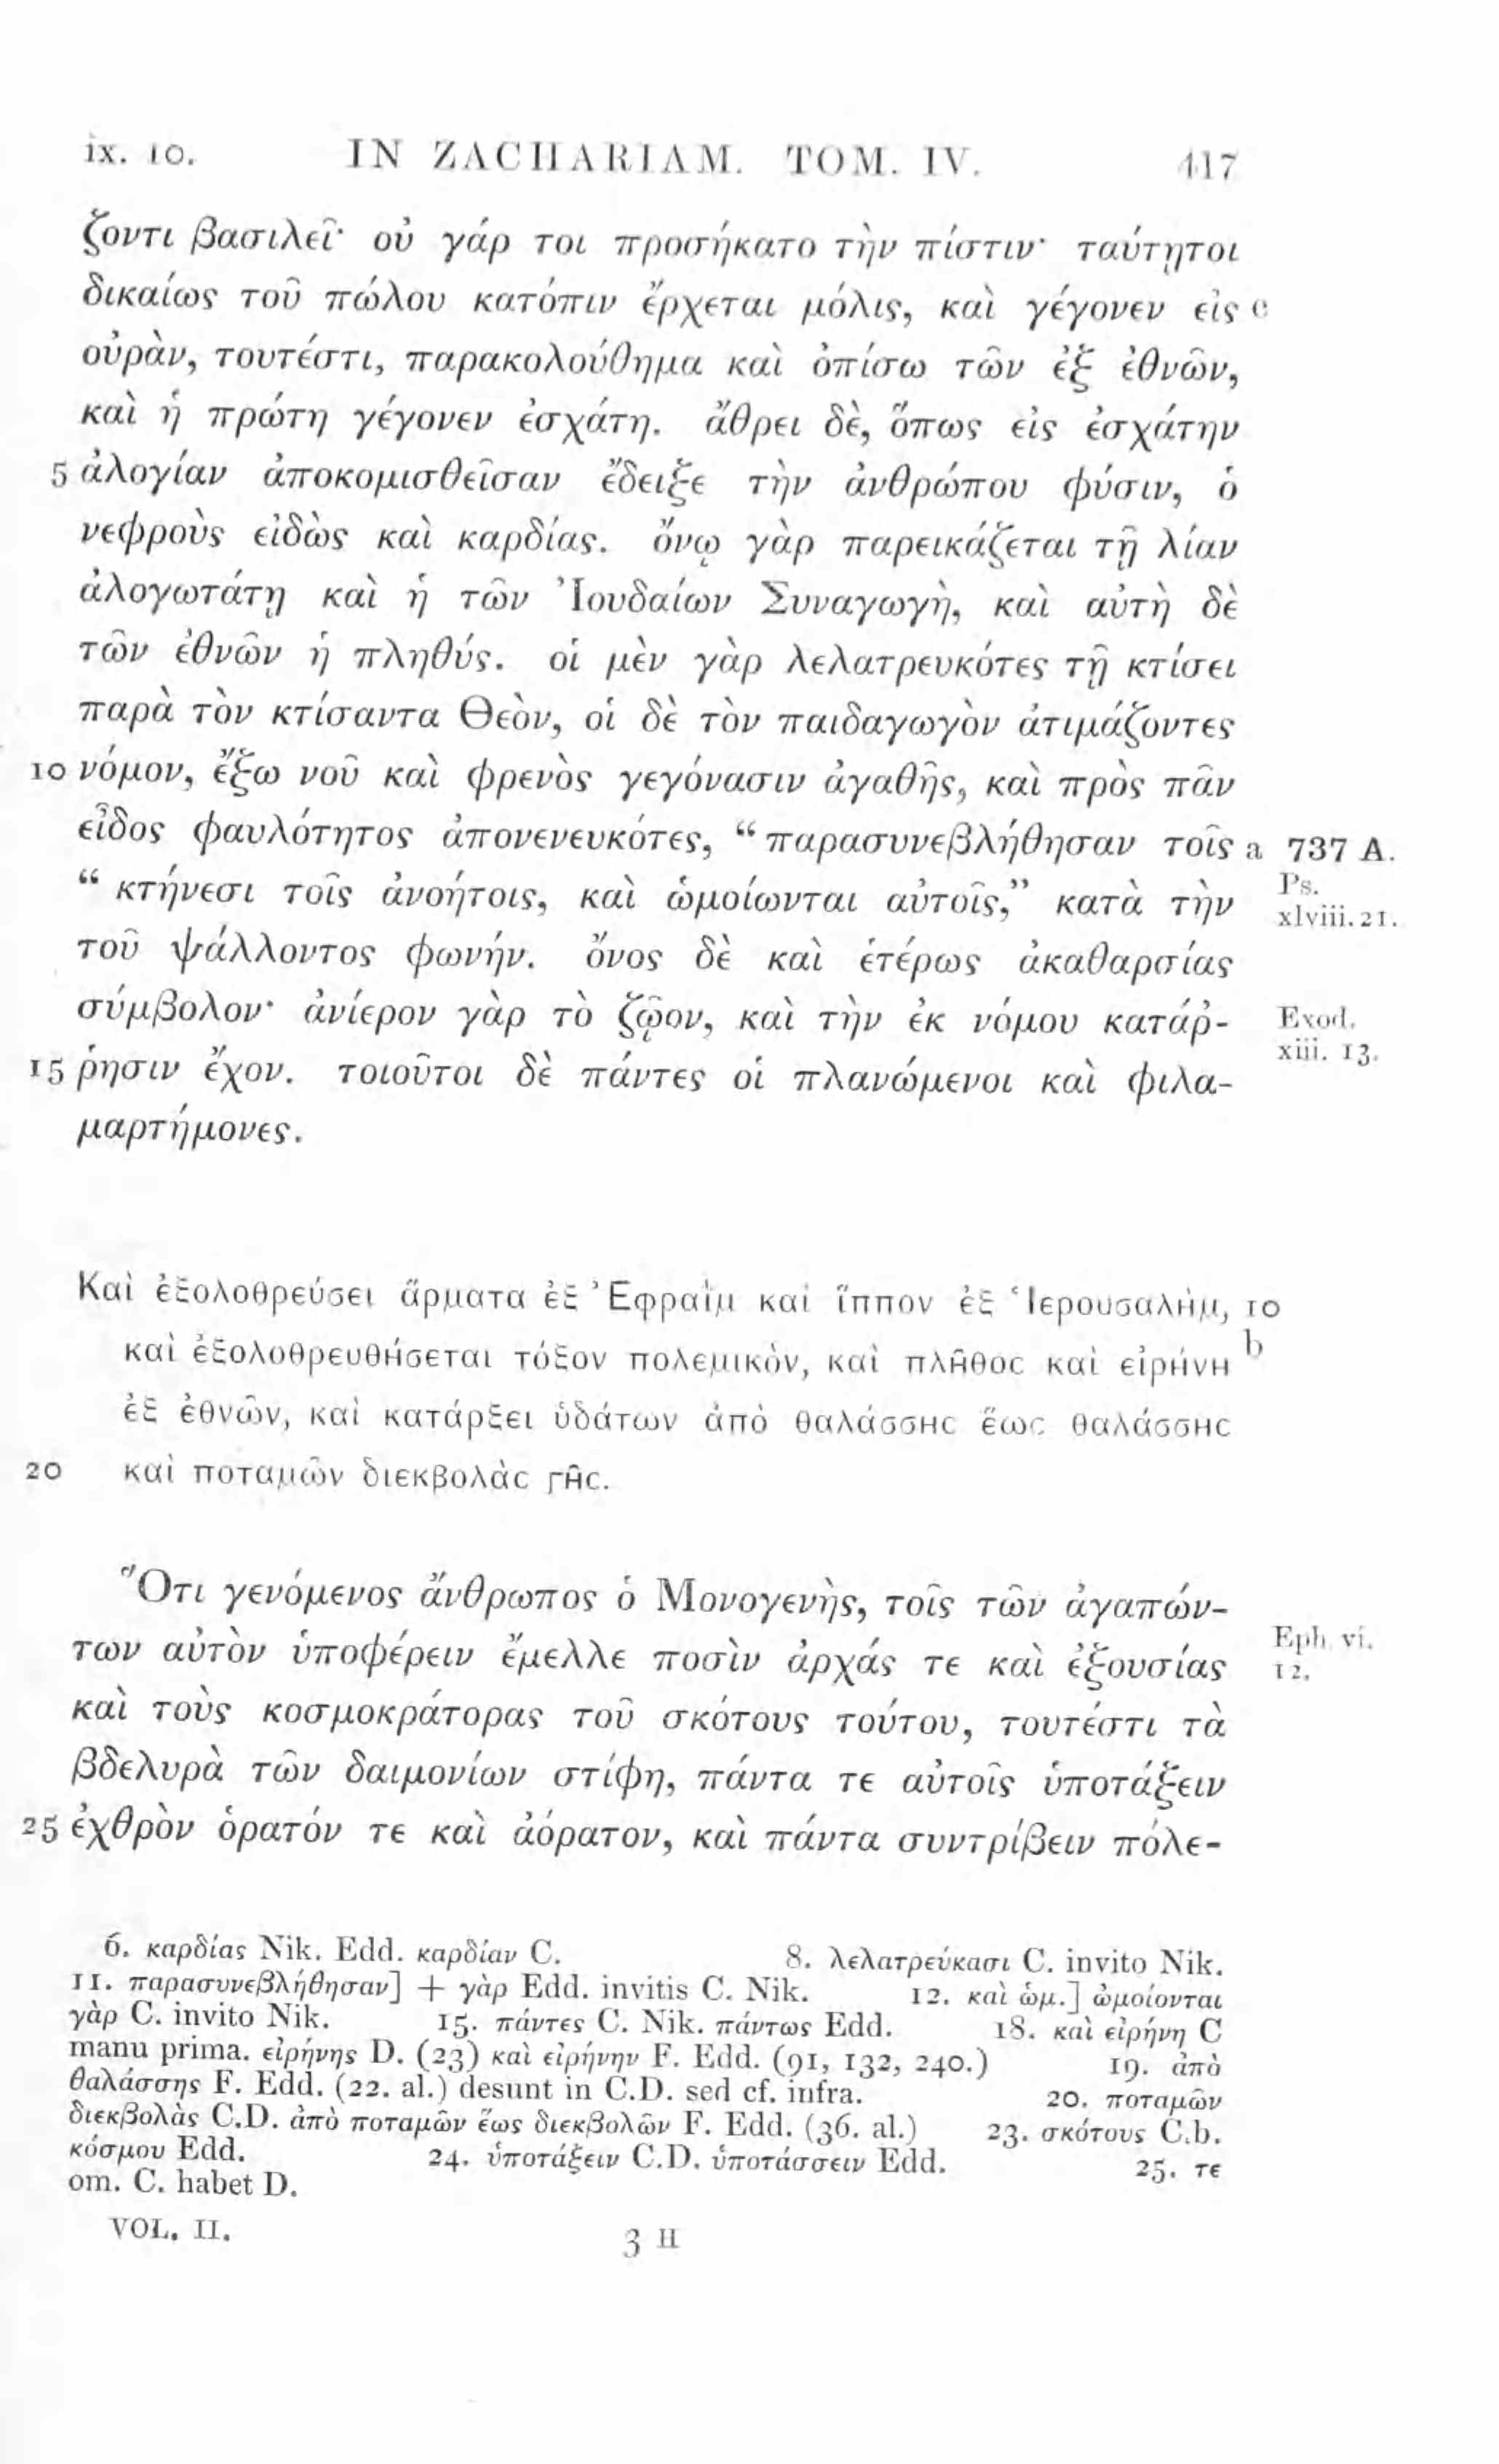 ix. 10. IN ZACHARIAM. TOM. IV. 417
ζοντι βασιλεῖ· οὐ γάρ τοι προσήκατο τὴν πίστιν· ταύτῃτοι
δικαίως τοῦ πώλου κατόπιν ἔρχεται μόλις, καὶ γέγονεν εἰς c
οὐρὰν, τουτέστι, παρακολούθημα καὶ ὀπίσω τῶν ἐξ ἐθνῶν,
καὶ ἡ πρώτη γέγονεν ἐσχάτη. ἄθρει δὲ, ὅπως εἰς ἐσχάτην
5 ἀλογίαν ἀποκομισθεῖσαν ἔδειξε τὴν ἀνθρώπου φύσιν, ὁ
νεφροὺς εἰδὼς καὶ καρδίας. ὄνῳ γὰρ παρεικάζεται τῇ λίαν
ἀλογωτάτῃ καὶ ἡ τῶν Ἰουδαίων Συναγωγὴ, καὶ αὐτὴ δὲ
τῶν ἐθνῶν ἡ πληθύς. οἱ μὲν γὰρ λελατρευκότες τῇ κτίσει
παρὰ τὸν κτίσαντα Θεὸν, οἱ δὲ τὸν παιδαγωγὸν ἀτιμάζοντες
10 νόμον, ἔξω νοῦ καὶ φρενὸς γεγόνασιν ἀγαθῆς, καὶ πρὸς πᾶν
εἶδος φαυλότητος ἀπονενευκότες, “ παρασυνεβλήθησαν τοῖς a 737 A.
“ κτήνεσι τοῖς ἀνοήτοις, καὶ ὡμοίωνται αὐτοῖς,” κατὰ τὴν Ps. xlviii. 21.
τοῦ ψάλλοντος φωνήν. ὄνος δὲ καὶ ἑτέρως ἀκαθαρσίας
σύμβολον· ἀνίερον γὰρ τὸ ζῷον, καὶ τὴν ἐκ νόμου κατάρ- Exod. xiii. 13.
15 ῥησιν ἔχον. τοιοῦτοι δὲ πάντες οἱ πλανώμενοι καὶ φιλα-
μαρτήμονες.
Καὶ ἐξολοθρεύσει ἅρματα ἐξ Ἐφραῒμ καὶ ἵππον ἐξ Ἱερουσαλὴμ, 10
καὶ ἐξολοθρευθήσεται τόξον πολεμικὸν, καὶ πλῆθος καὶ εἰρήνη b
ἐξ ἐθνῶν, καὶ κατάρξει ὑδάτων ἀπὸ θαλάσσης ἕως θαλάσσης
20 καὶ ποταμῶν διεκβολὰς γῆς.
Ὅτι γενόμενος ἄνθρωπος ὁ Μονογενὴς, τοῖς τῶν ἀγαπών-
των αὐτὸν ὑποφέρειν ἔμελλε ποσὶν ἀρχάς τε καὶ ἐξουσίας Eph. vi. 12.
καὶ τοὺς κοσμοκράτορας τοῦ σκότους τούτου, τουτέστι τὰ
βδελυρὰ τῶν δαιμονίων στίφη, πάντα τε αὐτοῖς ὑποτάξειν
25 ἐχθρὸν ὁρατόν τε καὶ ἀόρατον, καὶ πάντα συντρίβειν πόλε-
6. καρδίας Nik. Edd. καρδίαν C. 8. λελατρεύκασι C. invito Nik.
11. παρασυνεβλήθησαν] + γὰρ Edd. invitis C. Nik. 12. καὶ ὡμ.] ὡμοίονται
γὰρ C. invito Nik. 15. πάντες C. Nik. πάντως Edd. 18. καὶ εἰρήνη C
manu prima. εἰρήνης D. (23) καὶ εἰρήνην F. Edd. (91, 132, 240.) 19. ἀπὸ
θαλάσσης F. Edd. (22. al.) desunt in C.D. sed cf. infra. 20. ποταμῶν
διεκβολὰς C.D. ἀπὸ ποταμῶν ἕως διεκβολῶν F. Edd. (36. al.) 23. σκότους C.b.
κόσμου Edd. 24. ὑποτάξειν C.D. ὑποτάσσειν Edd. 25. τε
om. C. habet D.
VOL. II. 3 H